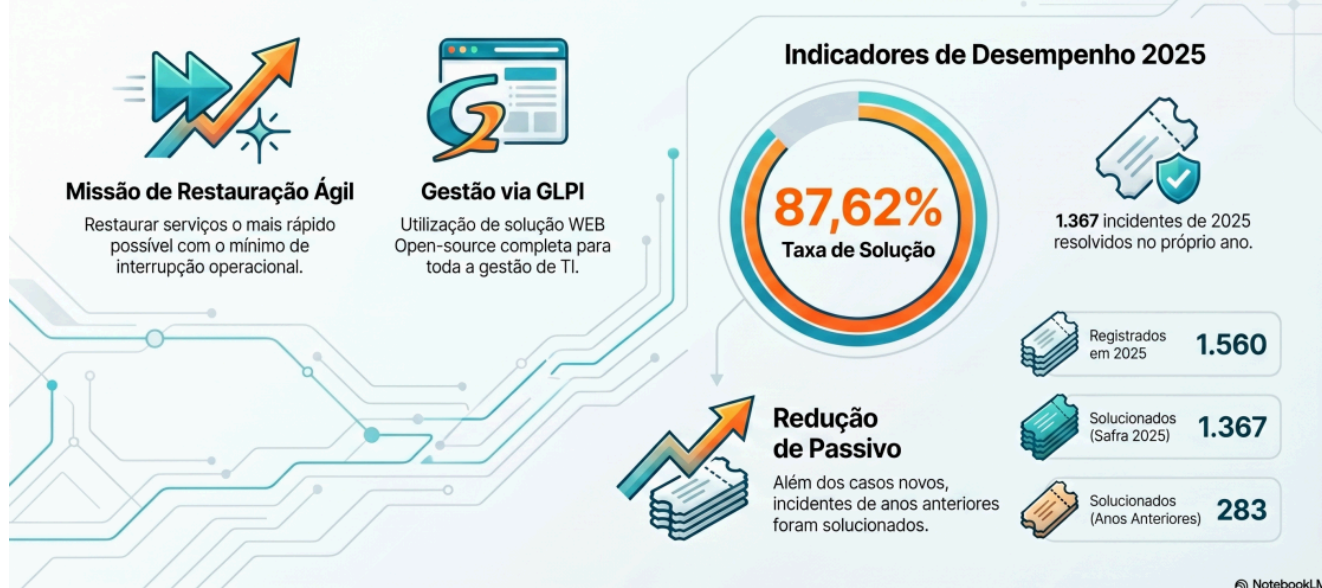 Missão de Restauração Ágil
Restaurar serviços o mais rápido
possível com o mínimo de
interrupção operacional.
Gestão via GLPI
Utilização de solução WEB
Open-source completa para
toda a gestão de TI.
Indicadores de Desempenho 2025
87,62%
Taxa de Solução
1.367 incidentes de 2025
resolvidos no próprio ano.
Registrados
em 2025
1.560
Solucionados
(Safra 2025)
1.367
Solucionados
(Anos Anteriores)
283
Redução
de Passivo
Além dos casos novos,
incidentes de anos anteriores
foram solucionados.
NotebookLM